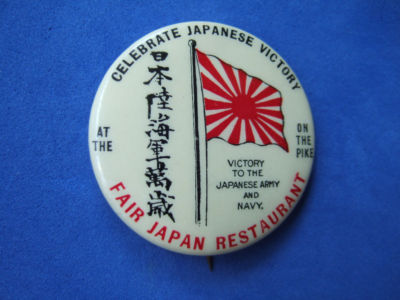 CELEBRATE JAPANESE VICTORY
日本陸海軍萬歳
AT
THE
ON
THE
PIKE
VICTORY
TO THE
JAPANESE ARMY
AND
NAVY.
FAIR JAPAN RESTAURANT